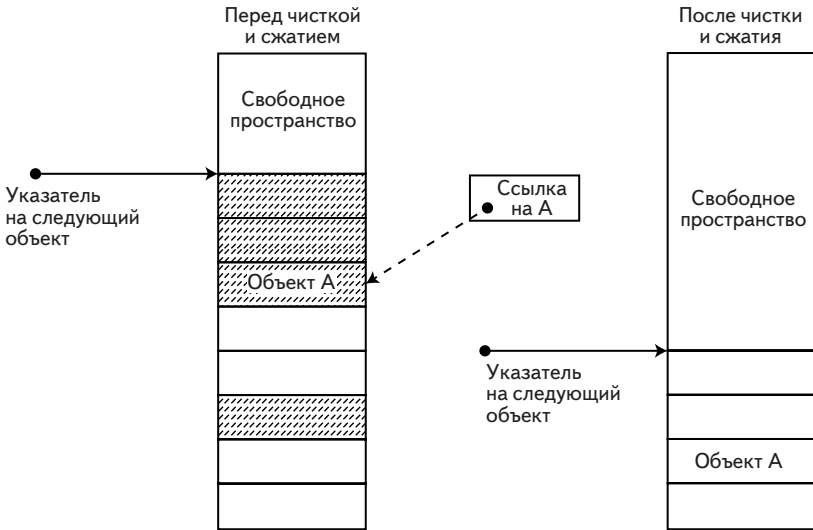 Перед чисткой
и сжатием
После чистки
и сжатия
Свободное
пространство
Указатель
на следующий
объект
Ссылка
на А
Объект А
Свободное
пространство
Указатель
на следующий
объект
Объект А